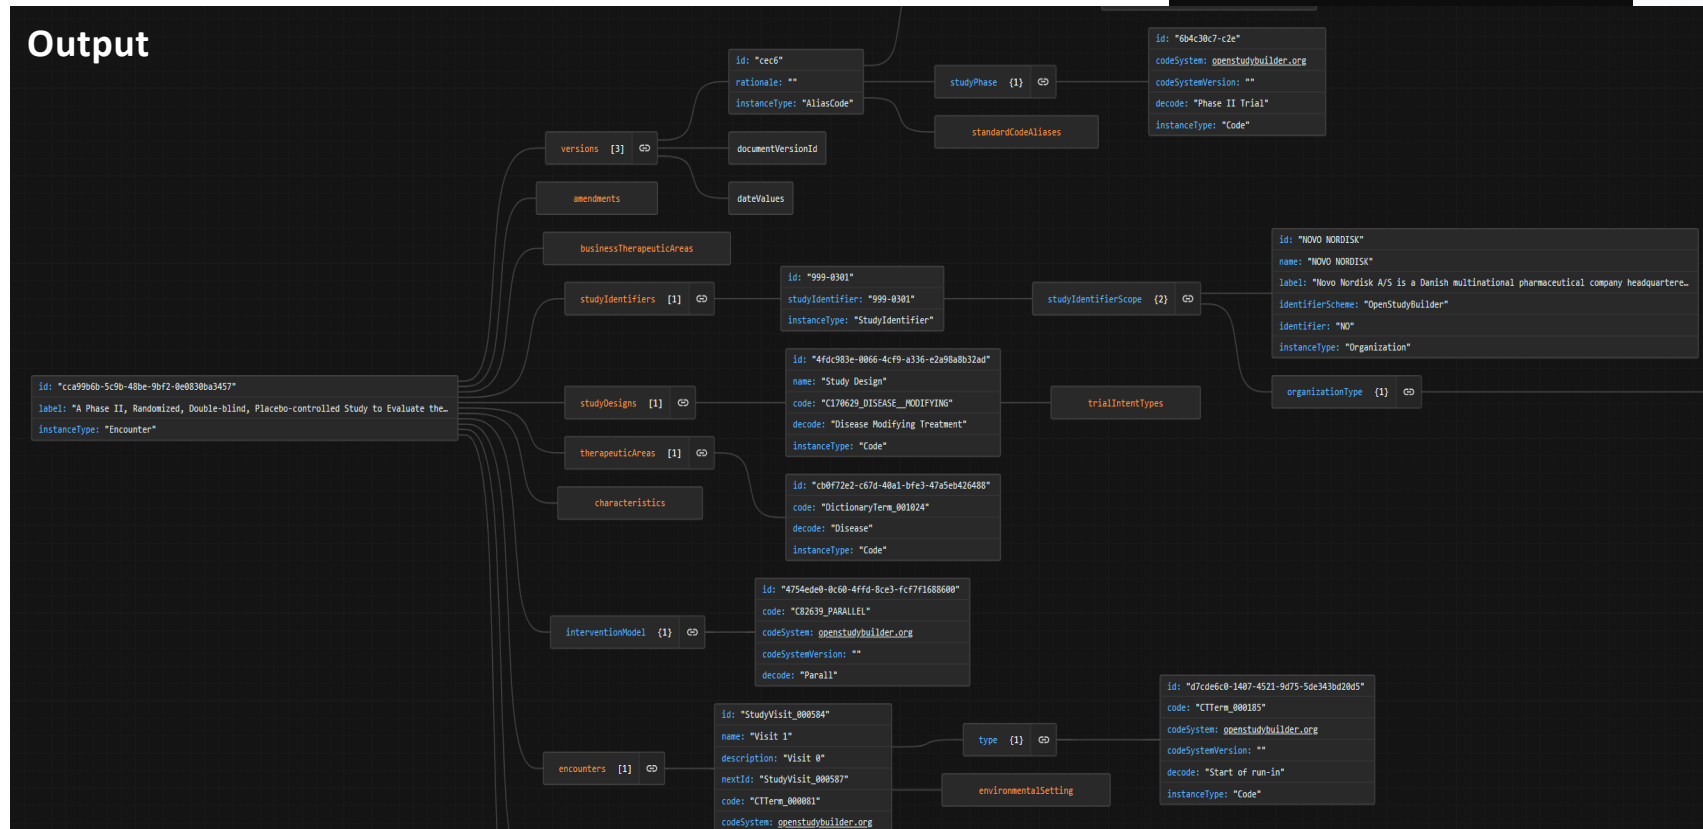 Output
id: "cca99b6b-5c9b-48be-9bf2-0e0830ba3457"
label: "A Phase II, Randomized, Double-blind, Placebo-controlled Study to Evaluate the…
instanceType: "Encounter"
versions [3]
id: "cec6"
rationale: ""
instanceType: "AliasCode"
studyPhase {1}
id: "6b4c30c7-c2e"
codeSystem: openstudybuilder.org
codeSystemVersion: ""
decode: "Phase II Trial"
instanceType: "Code"
standardCodeAliases
documentVersionId
dateValues
amendments
businessTherapeuticAreas
studyIdentifiers [1]
id: "999-0301"
studyIdentifier: "999-0301"
instanceType: "StudyIdentifier"
studyIdentifierScope {2}
id: "NOVO NORDISK"
name: "NOVO NORDISK"
label: "Novo Nordisk A/S is a Danish multinational pharmaceutical company headquartere…
identifierScheme: "OpenStudyBuilder"
identifier: "NO"
instanceType: "Organization"
organizationType {1}
studyDesigns [1]
id: "4fdc983e-0066-4cf9-a336-e2a98a8b32ad"
name: "Study Design"
code: "C170629_DISEASE__MODIFYING"
decode: "Disease Modifying Treatment"
instanceType: "Code"
trialIntentTypes
therapeuticAreas [1]
id: "cb0f72e2-c67d-40a1-bfe3-47a5eb426488"
code: "DictionaryTerm_001024"
decode: "Disease"
instanceType: "Code"
characteristics
interventionModel {1}
id: "4754ede0-0c60-4ffd-8ce3-fcf7f1688600"
code: "C82639_PARALLEL"
codeSystem: openstudybuilder.org
codeSystemVersion: ""
decode: "Parall"
encounters [1]
id: "StudyVisit_000584"
name: "Visit 1"
description: "Visit 0"
nextId: "StudyVisit_000587"
code: "CTTerm_000081"
codeSystem: openstudybuilder.org
type {1}
id: "d7cde6c0-1407-4521-9d75-5de343bd20d5"
code: "CTTerm_000185"
codeSystem: openstudybuilder.org
codeSystemVersion: ""
decode: "Start of run-in"
instanceType: "Code"
environmentalSetting